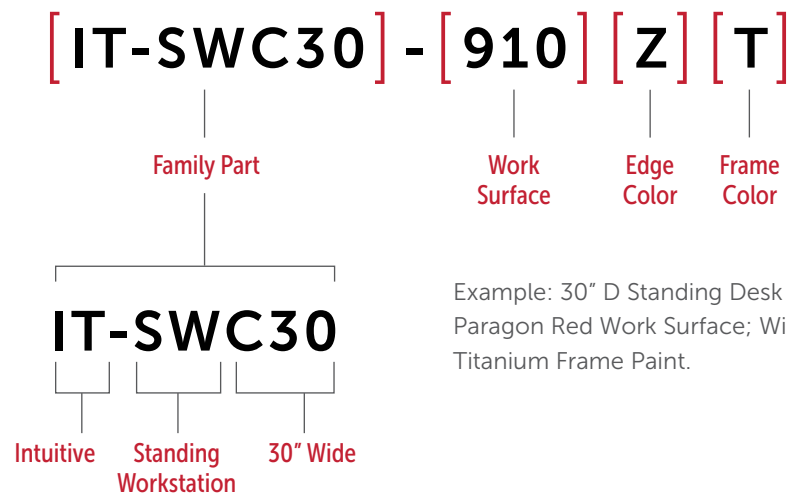 [IT-SWC30] - [910] [Z] [T]
Family Part
Work Surface
Edge Color
Frame Color
IT-SWC30
Example: 30" D Standing Desk
Paragon Red Work Surface; Wi
Titanium Frame Paint.
Intuitive
Standing Workstation
30" Wide